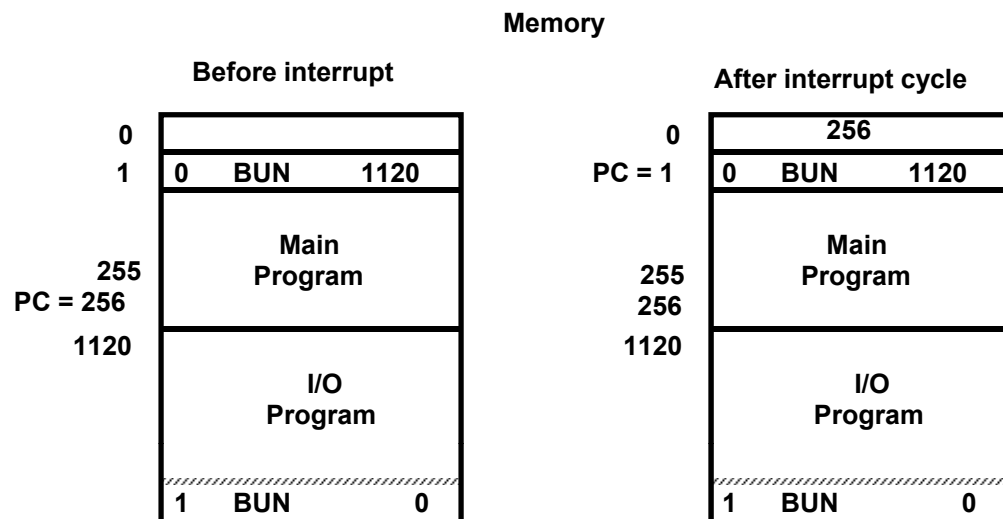 Memory
Before interrupt
0
1 0 BUN 1120
Main
Program
255
PC = 256
1120
I/O
Program
1 BUN 0
After interrupt cycle
0 256
PC = 1 0 BUN 1120
Main
Program
255
256
1120
I/O
Program
1 BUN 0